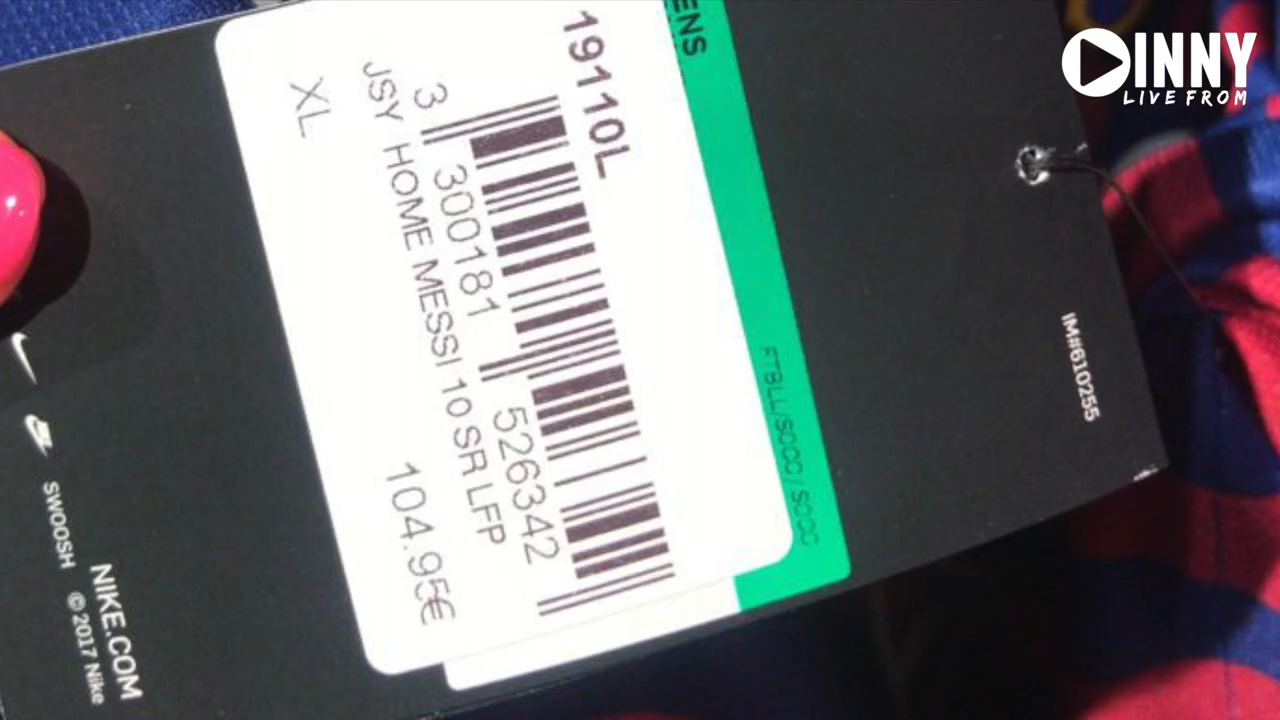 INNY
LIVE FROM
ENS
19110L
3 300181 526342
JSY HOME MESSI 10 SR LFP
XL
104.95€
FTBLL/SOCC / SOCC
IM#610255
SWOOSH
NIKE.COM
© 2017 Nike